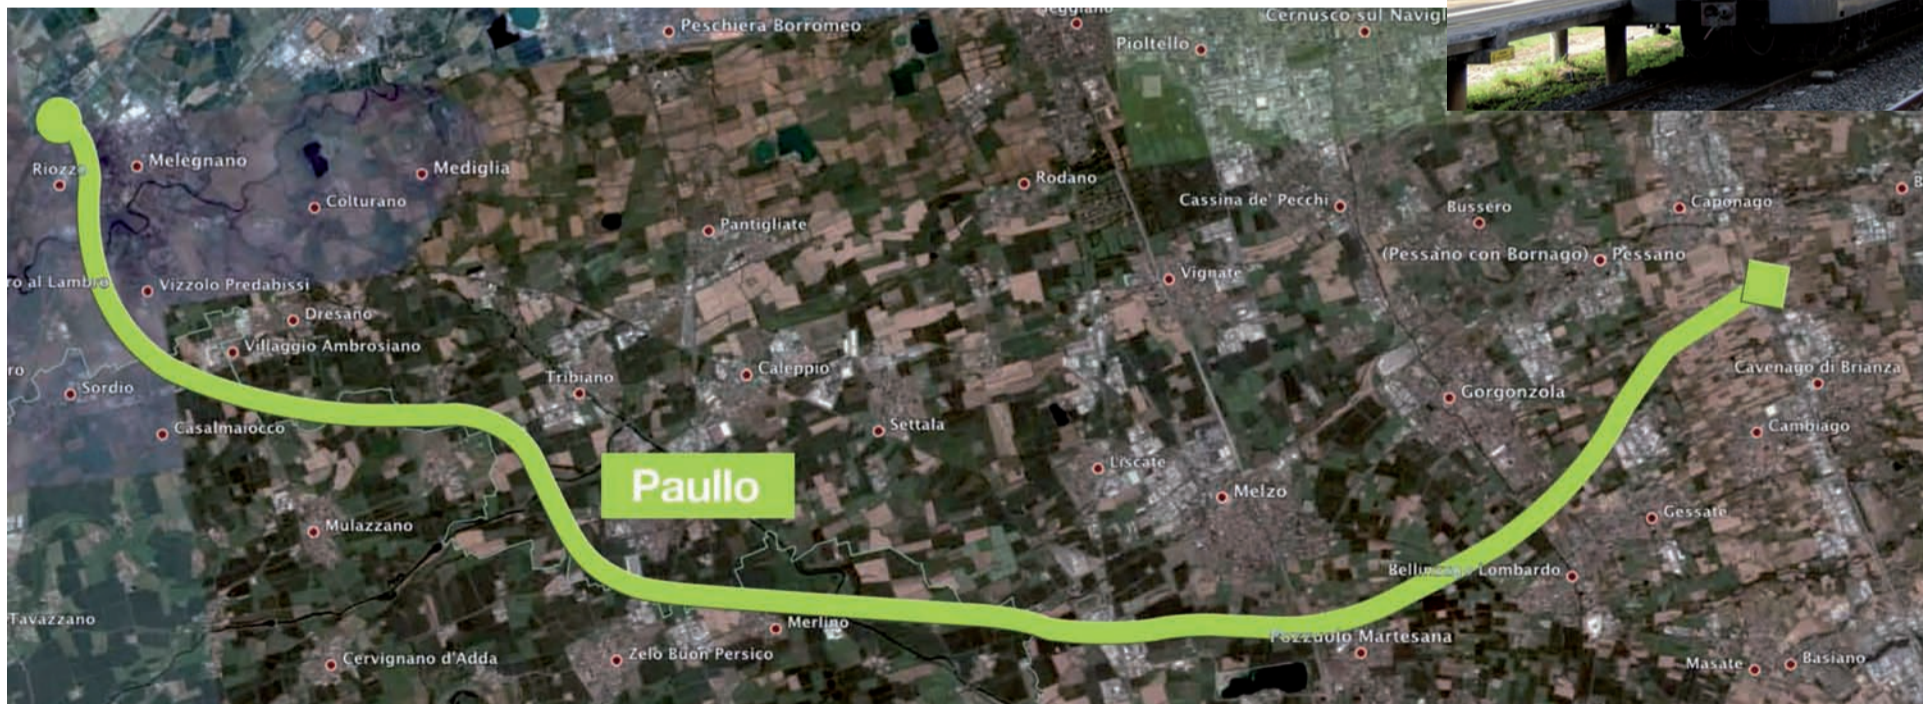 Peschiera Borromeo
Cernusco sul Navigl
Pioltello
Riozzo
Melegnano
Mediglia
Colturano
Rodano
Pantigliate
Cassina de' Pecchi
Bussero
Caponago
(Pessano con Bornago) Pessano
Vignate
ro al Lambro
Vizzolo Predabissi
Dresano
Villaggio Ambrosiano
ro
Sordio
Tribiano
Caleppio
Settala
Gorgonzola
Cavenago di Brianza
Cambiago
Casalmaiocco
Paullo
Liscate
Melzo
Gessate
Mulazzano
Lombardo
Tavazzano
Merlino
Pozzuolo Martesana
Cervignano d'Adda
Zelo Buon Persico
Masate
Basiano